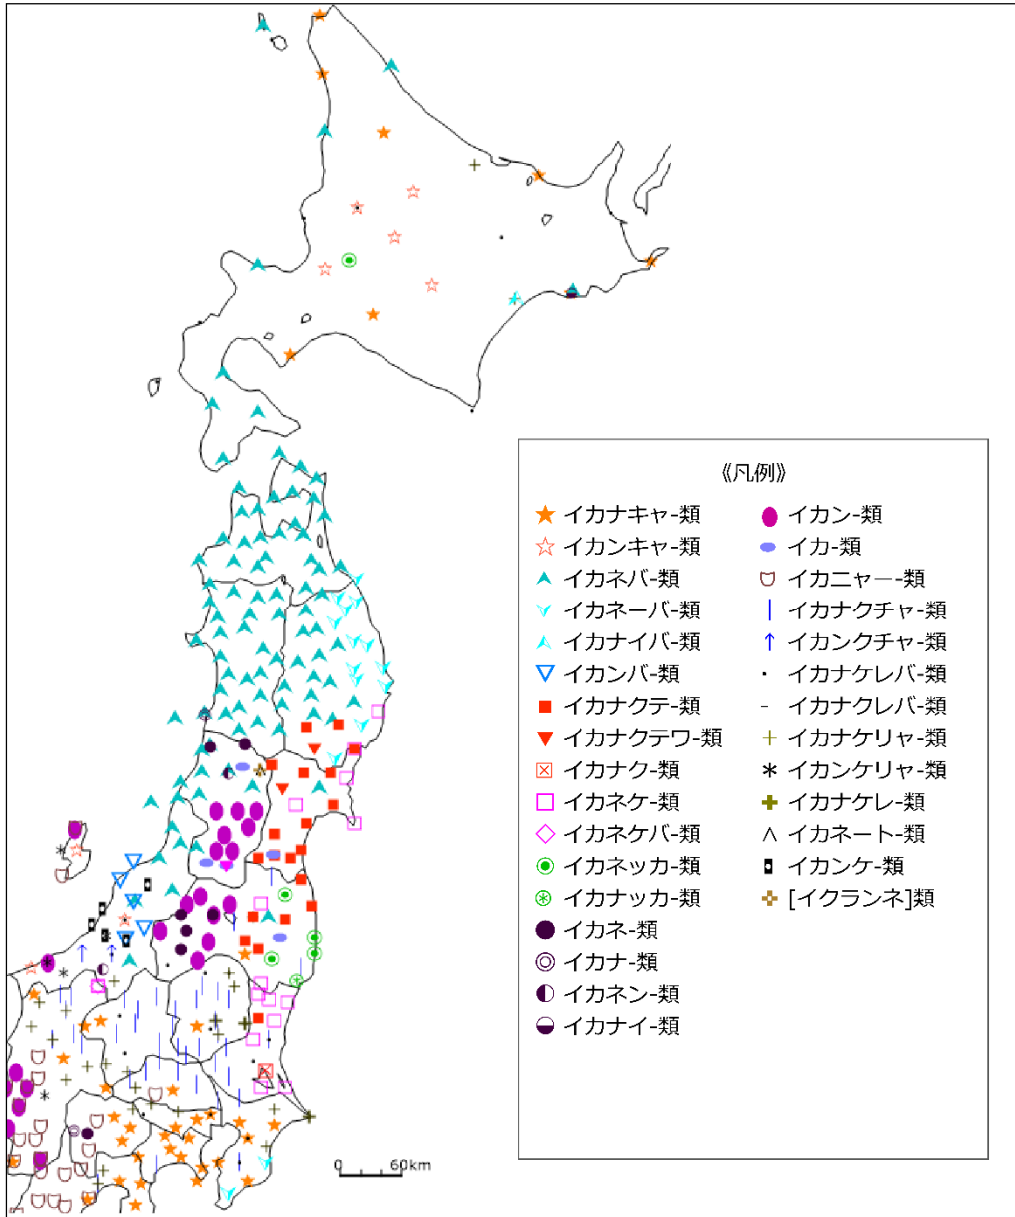 《凡例》
イカナキャ-類
イカンキャ-類
イカネバ-類
イカネーバ-類
イカナイバ-類
イカンバ-類
イカナクテ-類
イカナクテワ-類
イカナク-類
イカネケ-類
イカネケバ-類
イカネッカ-類
イカナッカ-類
イカネ-類
イカナ-類
イカネン-類
イカナイ-類
イカン-類
イカ-類
イカニャー-類
イカナクチャ-類
イカンクチャ-類
イカナケレバ-類
イカナクレバ-類
イカナケリャ-類
イカンケリャ-類
イカナケレ-類
イカネート-類
イカンケ-類
[イクランネ]類
0 60km